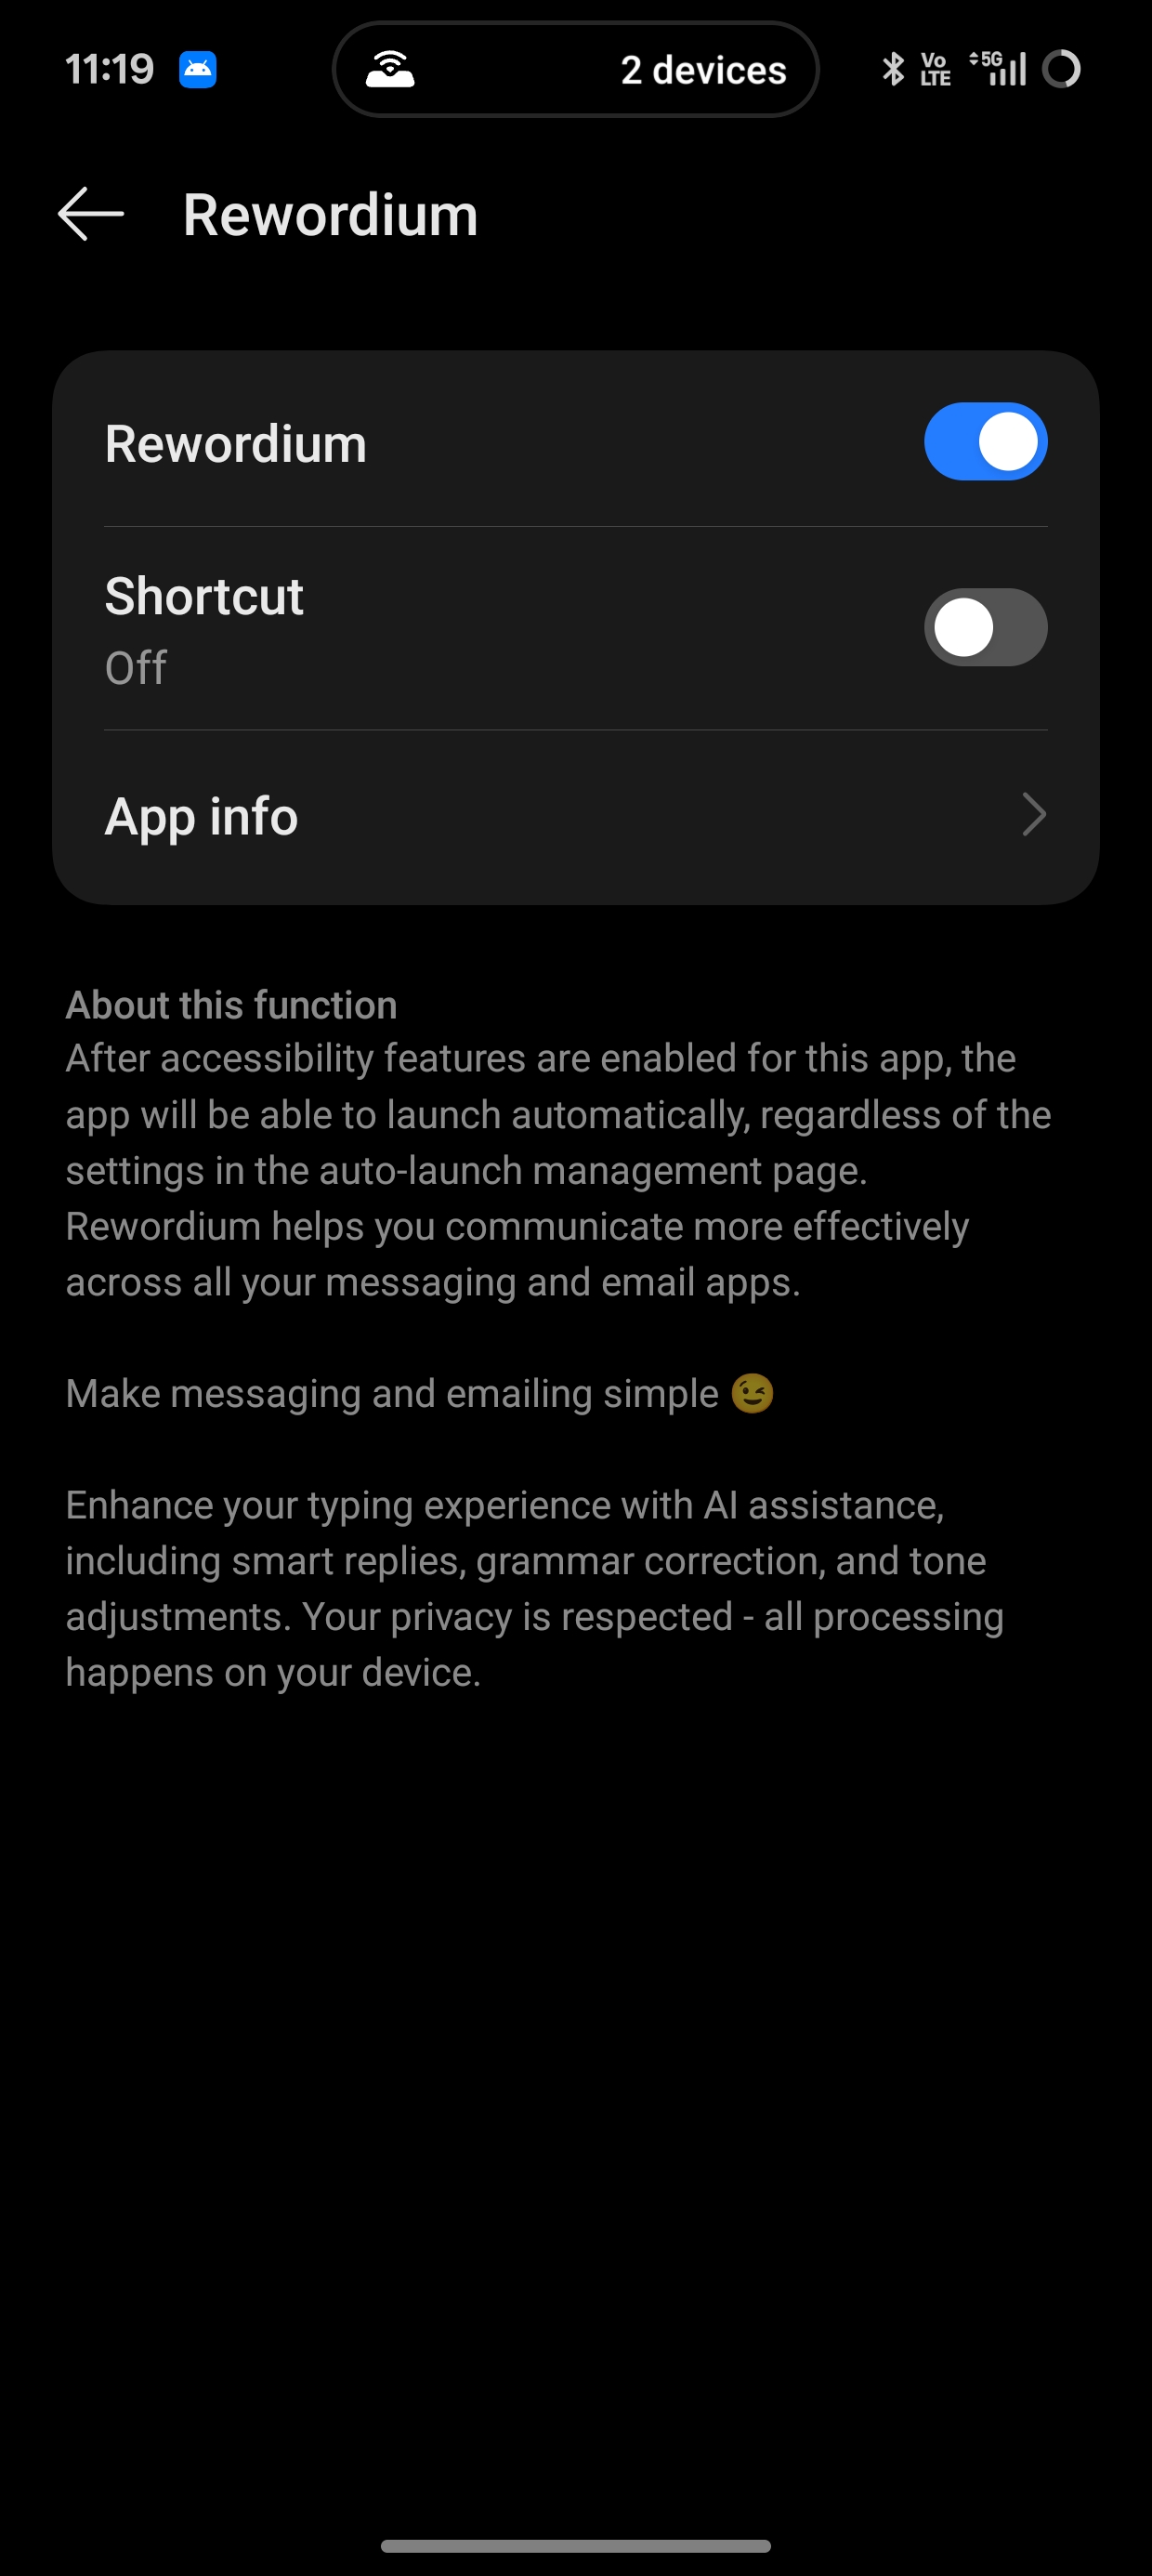 11:19
2 devices
Vo
LTE
5G
Rewordium
Rewordium
Shortcut
Off
App info
About this function
After accessibility features are enabled for this app, the
app will be able to launch automatically, regardless of the
settings in the auto-launch management page.
Rewordium helps you communicate more effectively
across all your messaging and email apps.
Make messaging and emailing simple 😉
Enhance your typing experience with AI assistance,
including smart replies, grammar correction, and tone
adjustments. Your privacy is respected - all processing
happens on your device.